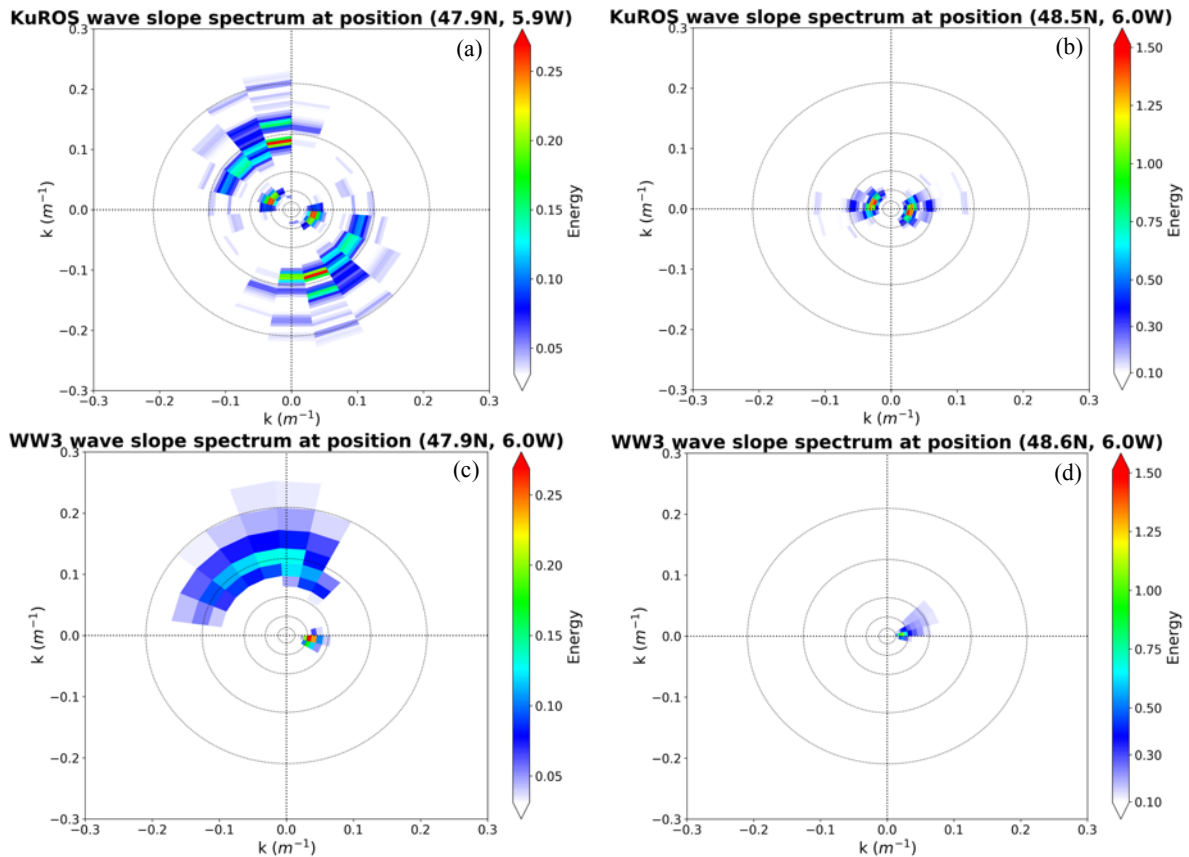 KuROS wave slope spectrum at position (47.9N, 5.9W)
(a)
0.3
0.2
0.1
0.0
−0.1
−0.2
−0.3
k (m⁻¹)
−0.3 −0.2 −0.1 0.0 0.1 0.2 0.3
k (m⁻¹)
0.25
0.20
0.15
0.10
0.05
Energy
KuROS wave slope spectrum at position (48.5N, 6.0W)
(b)
0.3
0.2
0.1
0.0
−0.1
−0.2
−0.3
k (m⁻¹)
−0.3 −0.2 −0.1 0.0 0.1 0.2 0.3
k (m⁻¹)
1.50
1.25
1.00
0.75
0.50
0.30
0.10
Energy
WW3 wave slope spectrum at position (47.9N, 6.0W)
(c)
0.3
0.2
0.1
0.0
−0.1
−0.2
−0.3
k (m⁻¹)
−0.3 −0.2 −0.1 0.0 0.1 0.2 0.3
k (m⁻¹)
0.25
0.20
0.15
0.10
0.05
Energy
WW3 wave slope spectrum at position (48.6N, 6.0W)
(d)
0.3
0.2
0.1
0.0
−0.1
−0.2
−0.3
k (m⁻¹)
−0.3 −0.2 −0.1 0.0 0.1 0.2 0.3
k (m⁻¹)
1.50
1.25
1.00
0.75
0.50
0.30
0.10
Energy